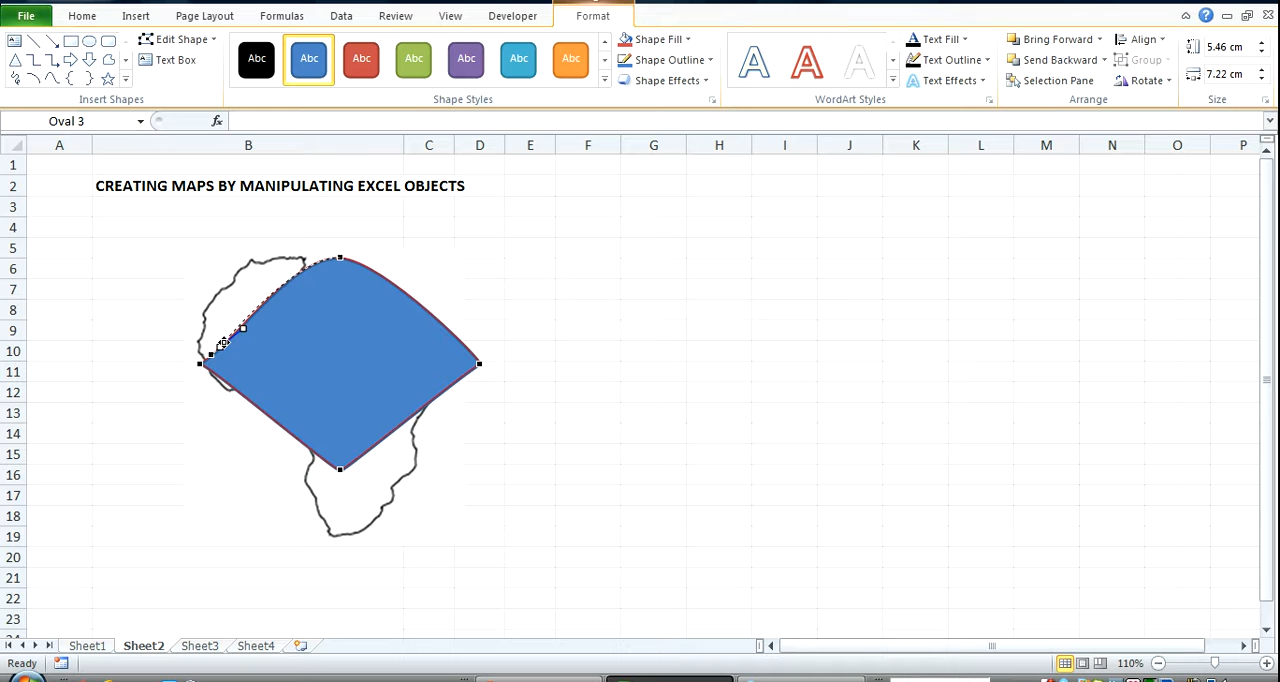 File Home Insert Page Layout Formulas Data Review View Developer Format
Edit Shape Abc Abc Abc Abc Abc Abc Abc Shape Fill Text Fill Bring Forward Align 5.46 cm
Text Box Shape Outline Text Outline Send Backward Group
Shape Effects Text Effects Selection Pane Rotate 7.22 cm
Insert Shapes Shape Styles WordArt Styles Arrange Size
Oval 3 fx
A B C D E F G H I J K L M N O P
1
2 CREATING MAPS BY MANIPULATING EXCEL OBJECTS
3
4
5
6
7
8
9
10
11
12
13
14
15
16
17
18
19
20
21
22
23
Sheet1 Sheet2 Sheet3 Sheet4
Ready 110%